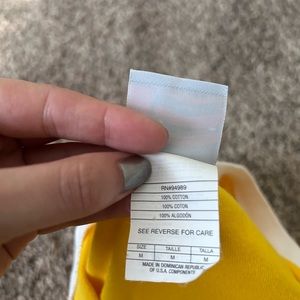 RN#94989
100% COTTON
100% COTON
100% ALGODÓN
SEE REVERSE FOR CARE
SIZE TAILLE TALLA
M M M
MADE IN DOMINICAN REPUBLIC
OF U.S.A. COMPONENTS